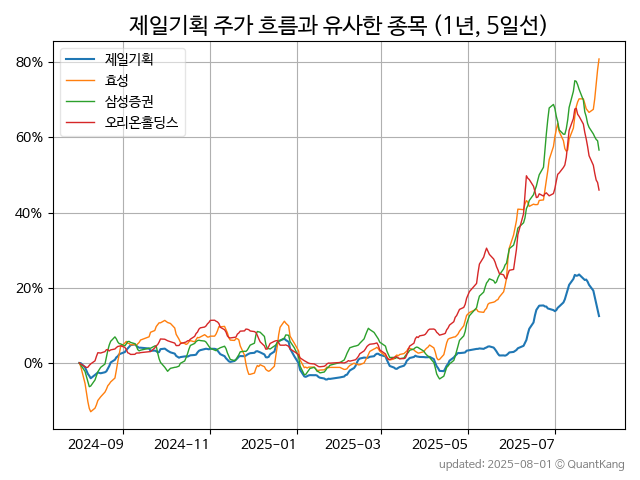 제일기획 주가 흐름과 유사한 종목 (1년, 5일선)
제일기획
효성
삼성증권
오리온홀딩스
80%
60%
40%
20%
0%
2024-09 2024-11 2025-01 2025-03 2025-05 2025-07
updated: 2025-08-01 © QuantKang